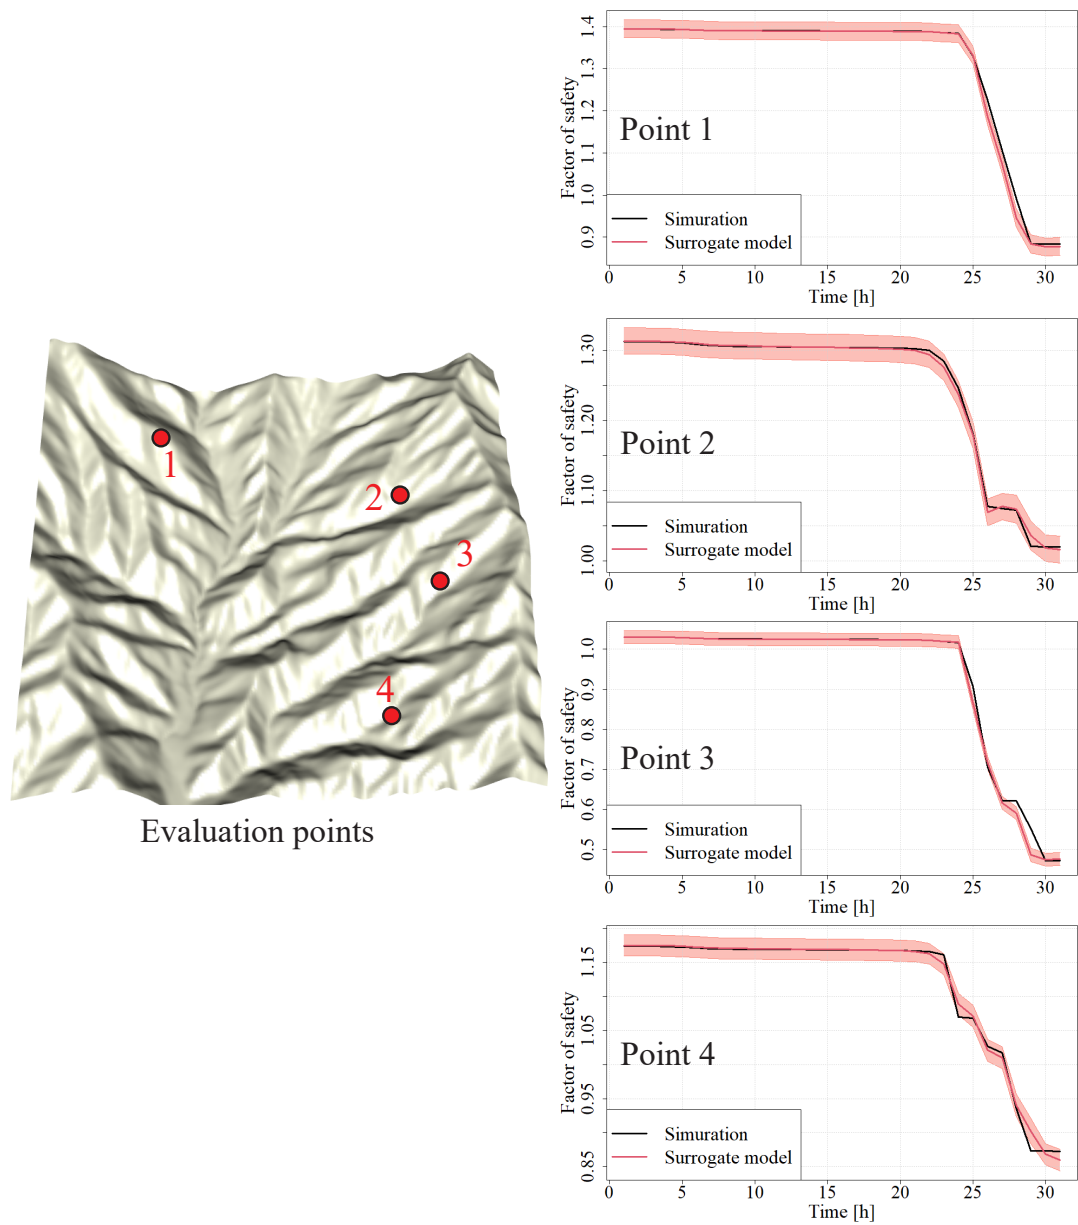 1
2
3
4
Evaluation points
Factor of safety
0.9 1.0 1.1 1.2 1.3 1.4
Point 1
Simuration
Surrogate model
0 5 10 15 20 25 30
Time [h]
Factor of safety
1.00 1.10 1.20 1.30
Point 2
Simuration
Surrogate model
0 5 10 15 20 25 30
Time [h]
Factor of safety
0.5 0.6 0.7 0.8 0.9 1.0
Point 3
Simuration
Surrogate model
0 5 10 15 20 25 30
Time [h]
Factor of safety
0.85 0.95 1.05 1.15
Point 4
Simuration
Surrogate model
0 5 10 15 20 25 30
Time [h]